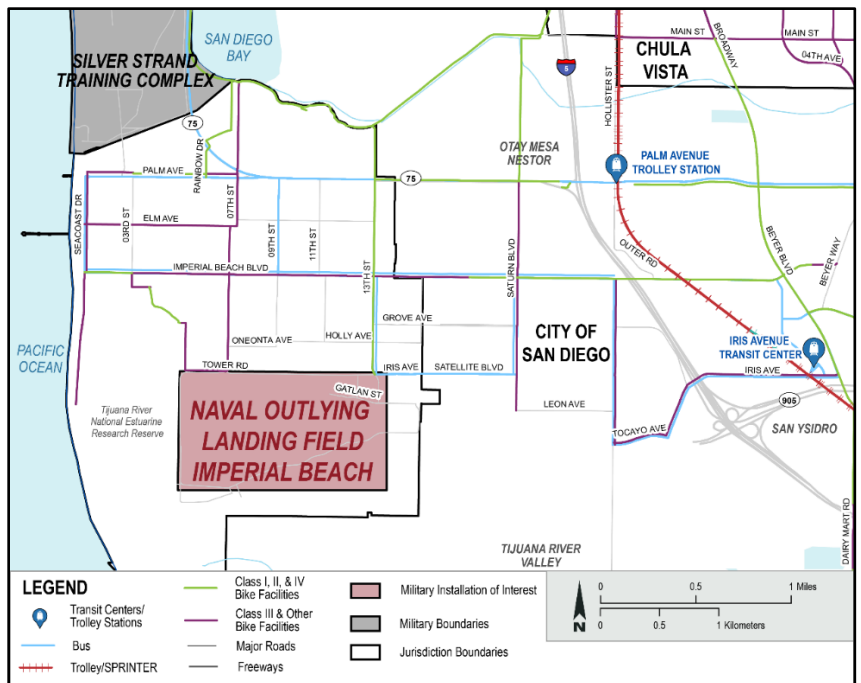 SAN DIEGO
BAY
SILVER STRAND
TRAINING COMPLEX
MAIN ST
BROADWAY
MAIN ST
04TH AVE
CHULA
VISTA
5
HOLLISTER ST
75
RAINBOW DR
OTAY MESA
NESTOR
PALM AVENUE
TROLLEY STATION
PALM AVE
75
SEACOAST DR
03RD ST
07TH ST
ELM AVE
09TH ST
11TH ST
13TH ST
SATURN BLVD
OUTER RD
BEYER BLVD
BEYER WAY
IMPERIAL BEACH BLVD
GROVE AVE
ONEONTA AVE
HOLLY AVE
CITY OF
SAN DIEGO
IRIS AVENUE
TRANSIT CENTER
PACIFIC
OCEAN
TOWER RD
IRIS AVE
SATELLITE BLVD
IRIS AVE
GATLAN ST
LEON AVE
905
Tijuana River
National Estuarine
Research Reserve
NAVAL OUTLYING
LANDING FIELD
IMPERIAL BEACH
TOCAYO AVE
SAN YSIDRO
TIJUANA RIVER
VALLEY
DAIRY MART RD
LEGEND
Transit Centers/
Trolley Stations
Bus
Trolley/SPRINTER
Class I, II, & IV
Bike Facilities
Class III & Other
Bike Facilities
Major Roads
Freeways
Military Installation of Interest
Military Boundaries
Jurisdiction Boundaries
N
0 0.5 1 Miles
0 0.5 1 Kilometers